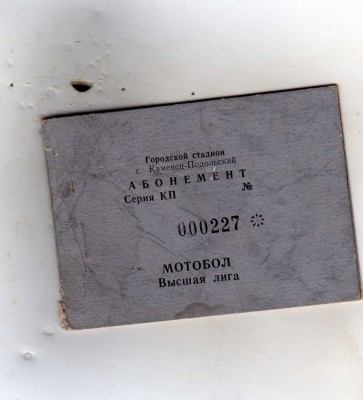 Городской стадион
г. Каменец-Подольский
АБОНЕМЕНТ
Серия КП №
000227
МОТОБОЛ
Высшая лига